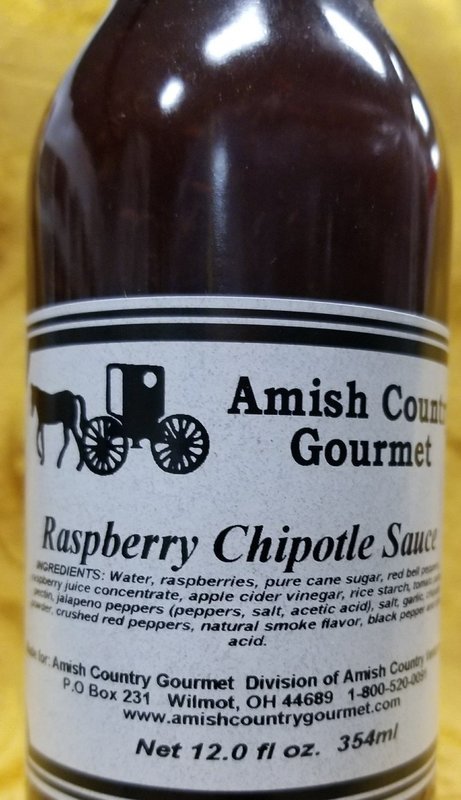 Amish Count
Gourmet
Raspberry Chipotle Sauce
INGREDIENTS: Water, raspberries, pure cane sugar, red bell
raspberry juice concentrate, apple cider vinegar, rice starch,
pectin, jalapeno peppers (peppers, salt, acetic acid), salt, garlic,
powder, crushed red peppers, natural smoke flavor, black pepper
acid.
for: Amish Country Gourmet Division of Amish Country
P.O Box 231 Wilmot, OH 44689 1-800-520-0091
www.amishcountrygourmet.com
Net 12.0 fl oz. 354ml